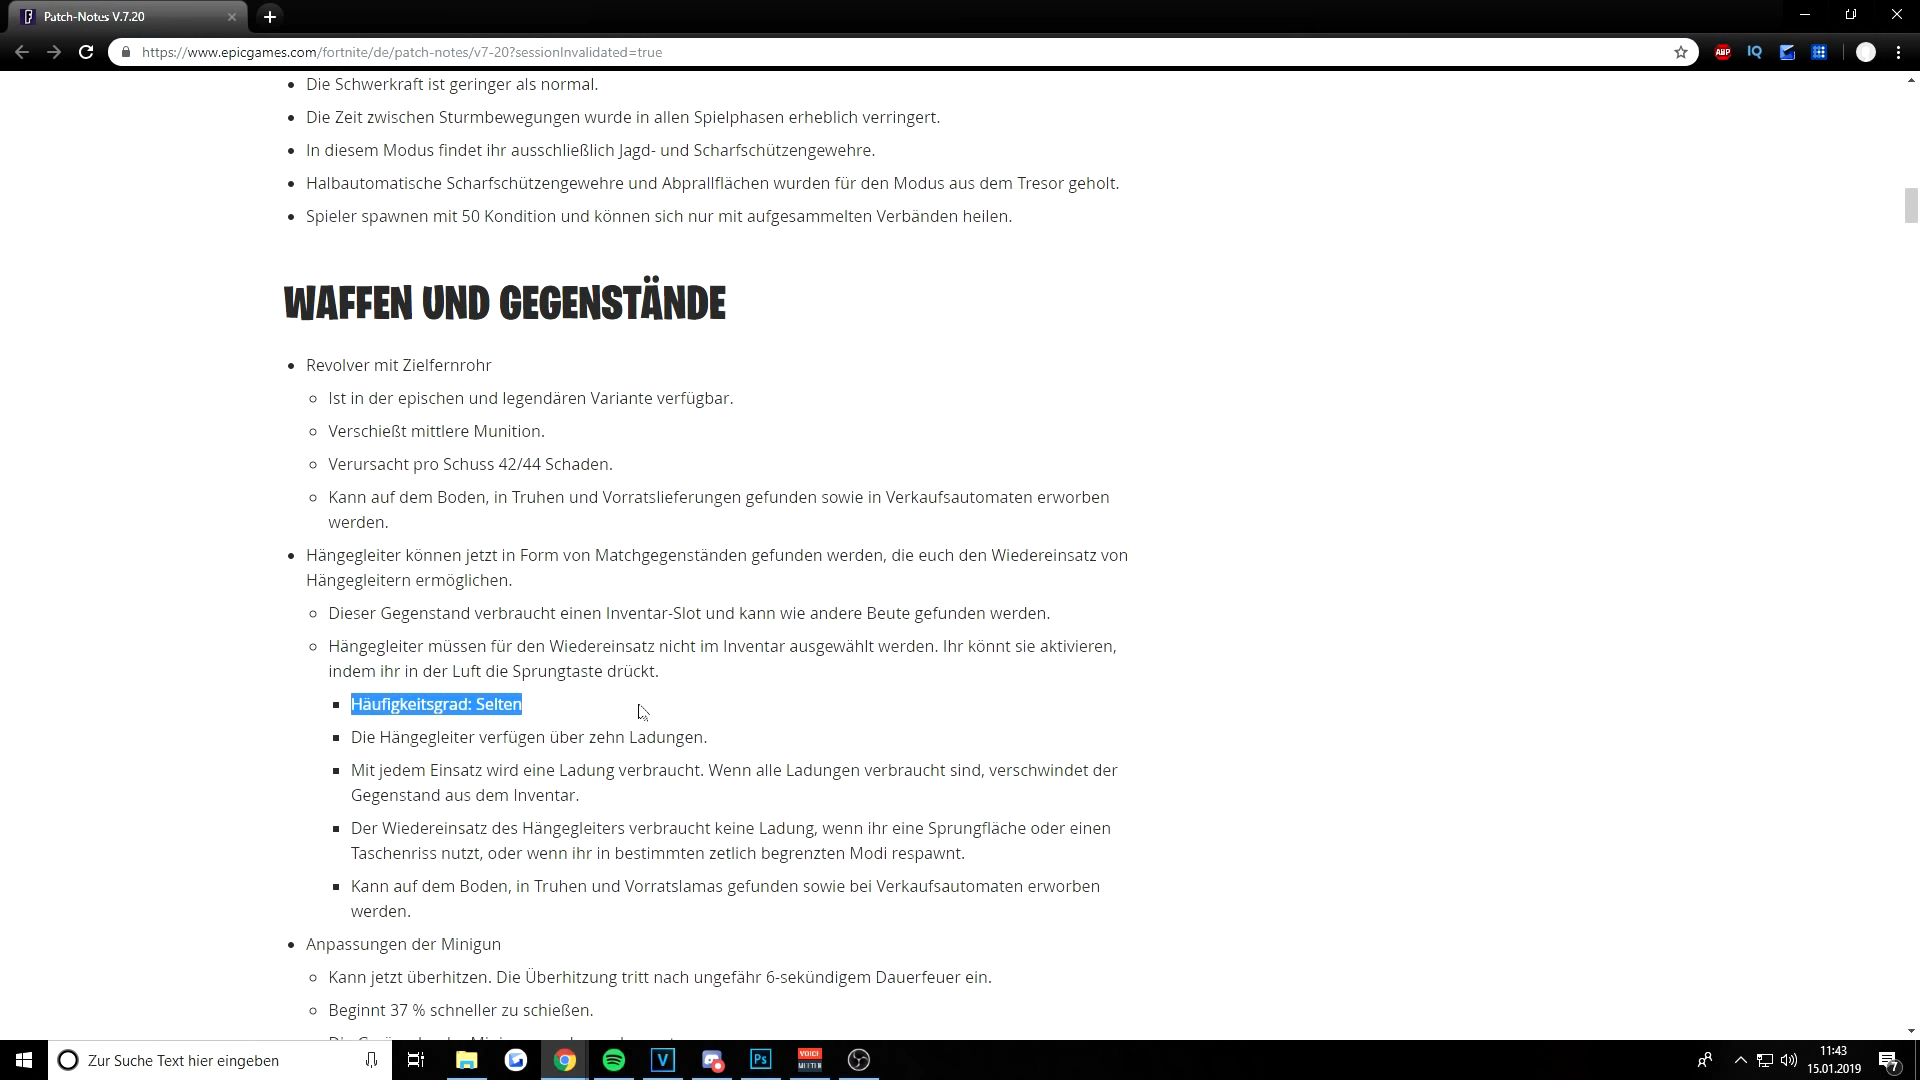 Patch-Notes V.7.20
https://www.epicgames.com/fortnite/de/patch-notes/v7-20?sessionInvalidated=true
ABP
IQ
Die Schwerkraft ist geringer als normal.
Die Zeit zwischen Sturmbewegungen wurde in allen Spielphasen erheblich verringert.
In diesem Modus findet ihr ausschließlich Jagd- und Scharfschützengewehre.
Halbautomatische Scharfschützengewehre und Abprallflächen wurden für den Modus aus dem Tresor geholt.
Spieler spawnen mit 50 Kondition und können sich nur mit aufgesammelten Verbänden heilen.
WAFFEN UND GEGENSTÄNDE
Revolver mit Zielfernrohr
Ist in der epischen und legendären Variante verfügbar.
Verschießt mittlere Munition.
Verursacht pro Schuss 42/44 Schaden.
Kann auf dem Boden, in Truhen und Vorratslieferungen gefunden sowie in Verkaufsautomaten erworben
werden.
Hängegleiter können jetzt in Form von Matchgegenständen gefunden werden, die euch den Wiedereinsatz von
Hängegleitern ermöglichen.
Dieser Gegenstand verbraucht einen Inventar-Slot und kann wie andere Beute gefunden werden.
Hängegleiter müssen für den Wiedereinsatz nicht im Inventar ausgewählt werden. Ihr könnt sie aktivieren,
indem ihr in der Luft die Sprungtaste drückt.
Häufigkeitsgrad: Selten
Die Hängegleiter verfügen über zehn Ladungen.
Mit jedem Einsatz wird eine Ladung verbraucht. Wenn alle Ladungen verbraucht sind, verschwindet der
Gegenstand aus dem Inventar.
Der Wiedereinsatz des Hängegleiters verbraucht keine Ladung, wenn ihr eine Sprungfläche oder einen
Taschenriss nutzt, oder wenn ihr in bestimmten zetlich begrenzten Modi respawnt.
Kann auf dem Boden, in Truhen und Vorratslamas gefunden sowie bei Verkaufsautomaten erworben
werden.
Anpassungen der Minigun
Kann jetzt überhitzen. Die Überhitzung tritt nach ungefähr 6-sekündigem Dauerfeuer ein.
Beginnt 37 % schneller zu schießen.
Zur Suche Text hier eingeben
V
Ps
VOICE
11:43
15.01.2019
7